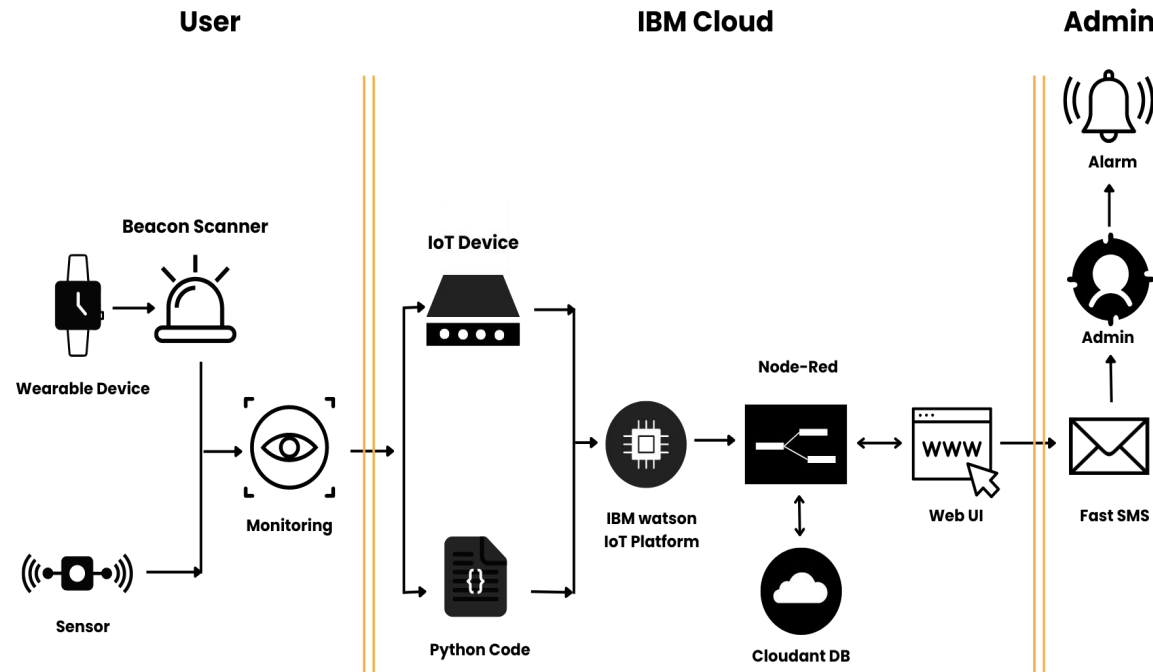 User
IBM Cloud
Admin
Alarm
Beacon Scanner
IoT Device
Wearable Device
Admin
Node-Red
WWW
Monitoring
IBM watson
IoT Platform
Web UI
Fast SMS
{}
Sensor
Python Code
Cloudant DB